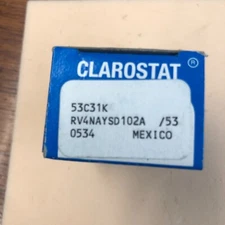 CLAROSTAT®
53C31K
RV4NAYSD102A /53
0534 MEXICO